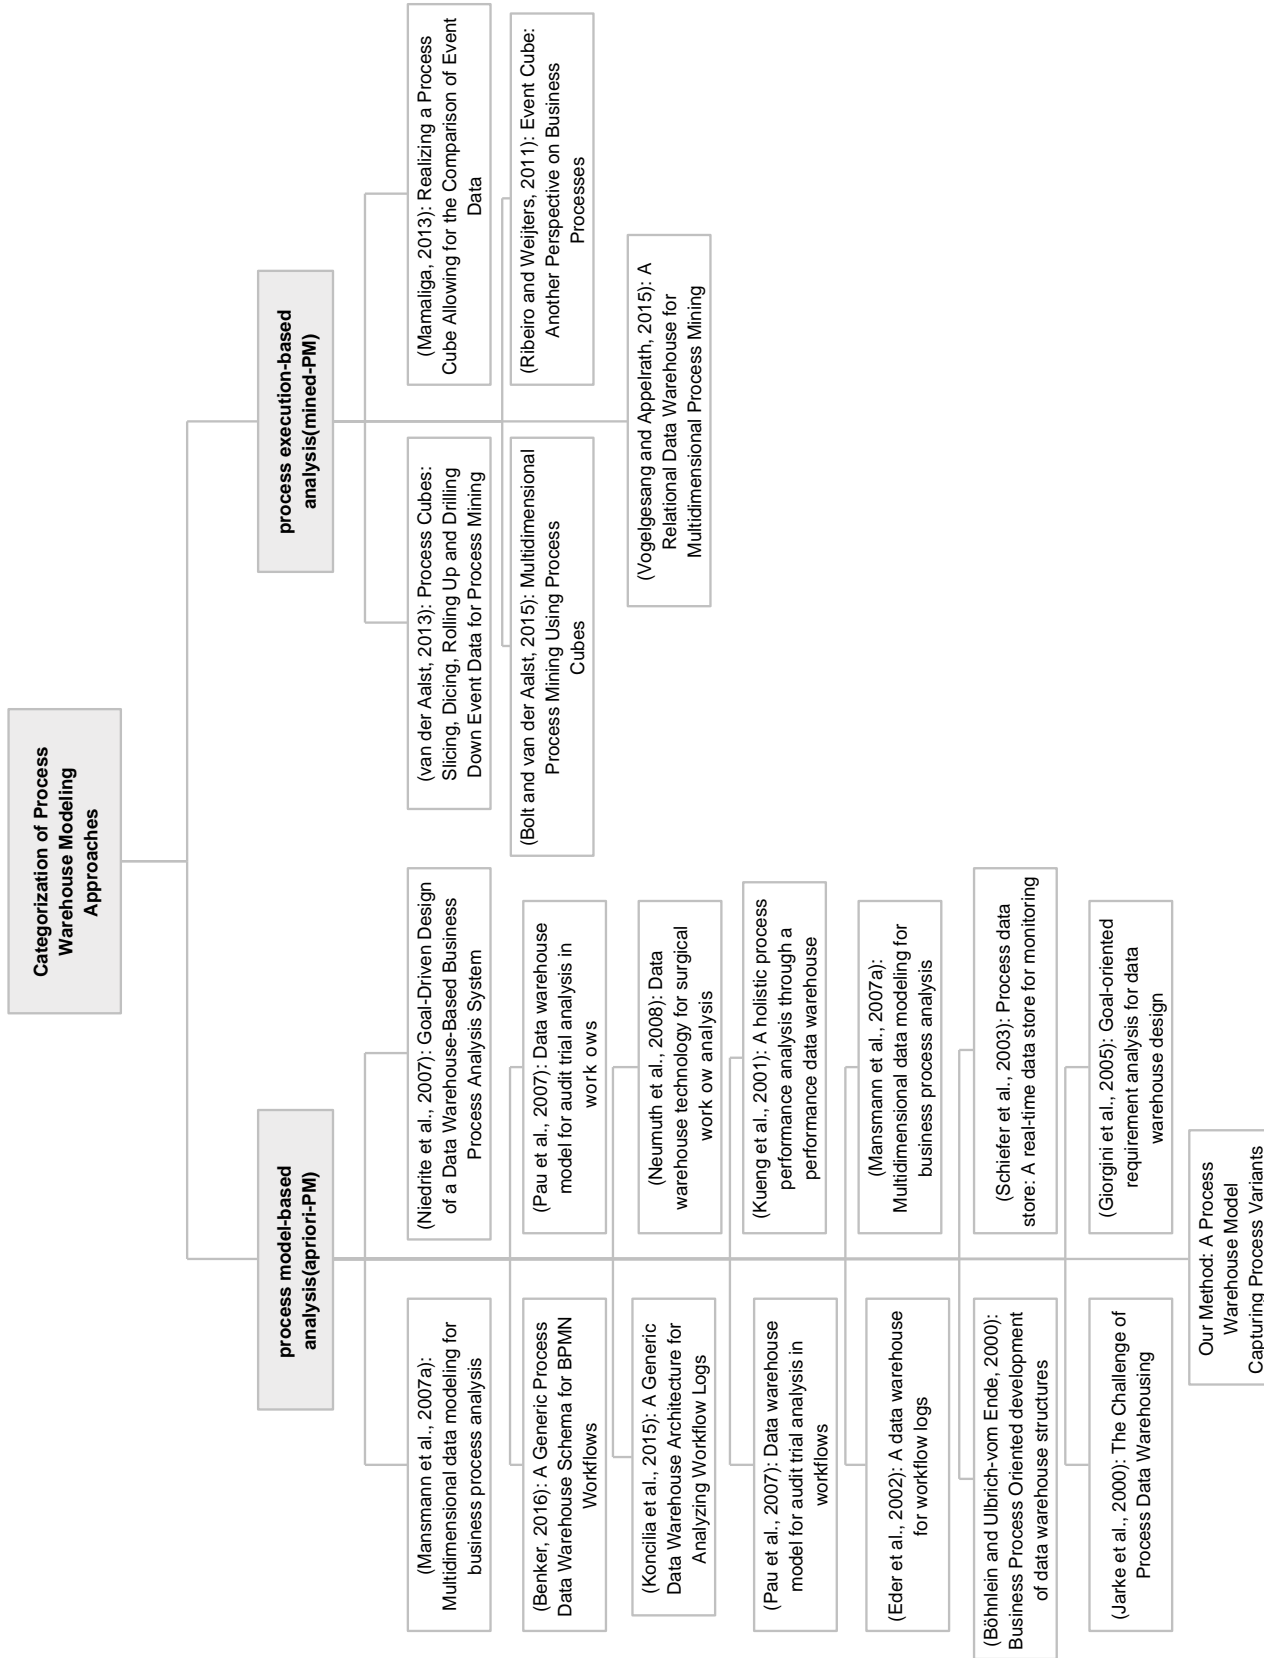 Categorization of Process
Warehouse Modeling
Approaches
process model-based
analysis(apriori-PM)
(Mansmann et al., 2007a):
Multidimensional data modeling for
business process analysis
(Niedrite et al., 2007): Goal-Driven Design
of a Data Warehouse-Based Business
Process Analysis System
(Benker, 2016): A Generic Process
Data Warehouse Schema for BPMN
Workflows
(Pau et al., 2007): Data warehouse
model for audit trial analysis in
work ows
(Koncilia et al., 2015): A Generic
Data Warehouse Architecture for
Analyzing Workflow Logs
(Neumuth et al., 2008): Data
warehouse technology for surgical
work ow analysis
(Pau et al., 2007): Data warehouse
model for audit trial analysis in
workflows
(Kueng et al., 2001): A holistic process
performance analysis through a
performance data warehouse
(Eder et al., 2002): A data warehouse
for workflow logs
(Mansmann et al., 2007a):
Multidimensional data modeling for
business process analysis
(Böhnlein and Ulbrich-vom Ende, 2000):
Business Process Oriented development
of data warehouse structures
(Schiefer et al., 2003): Process data
store: A real-time data store for monitoring
(Jarke et al., 2000): The Challenge of
Process Data Warehousing
(Giorgini et al., 2005): Goal-oriented
requirement analysis for data
warehouse design
Our Method: A Process
Warehouse Model
Capturing Process Variants
process execution-based
analysis(mined-PM)
(van der Aalst, 2013): Process Cubes:
Slicing, Dicing, Rolling Up and Drilling
Down Event Data for Process Mining
(Mamaliga, 2013): Realizing a Process
Cube Allowing for the Comparison of Event
Data
(Bolt and van der Aalst, 2015): Multidimensional
Process Mining Using Process
Cubes
(Ribeiro and Weijters, 2011): Event Cube:
Another Perspective on Business
Processes
(Vogelgesang and Appelrath, 2015): A
Relational Data Warehouse for
Multidimensional Process Mining